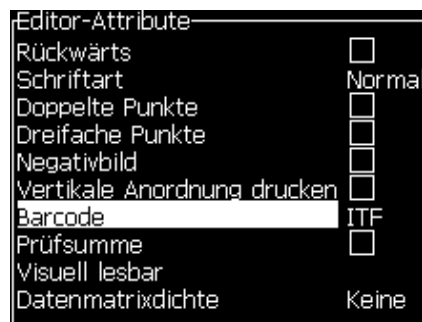 Editor-Attribute
Rückwärts
Schriftart Normal
Doppelte Punkte
Dreifache Punkte
Negativbild
Vertikale Anordnung drucken
Barcode ITF
Prüfsumme
Visuell lesbar
Datenmatrixdichte Keine